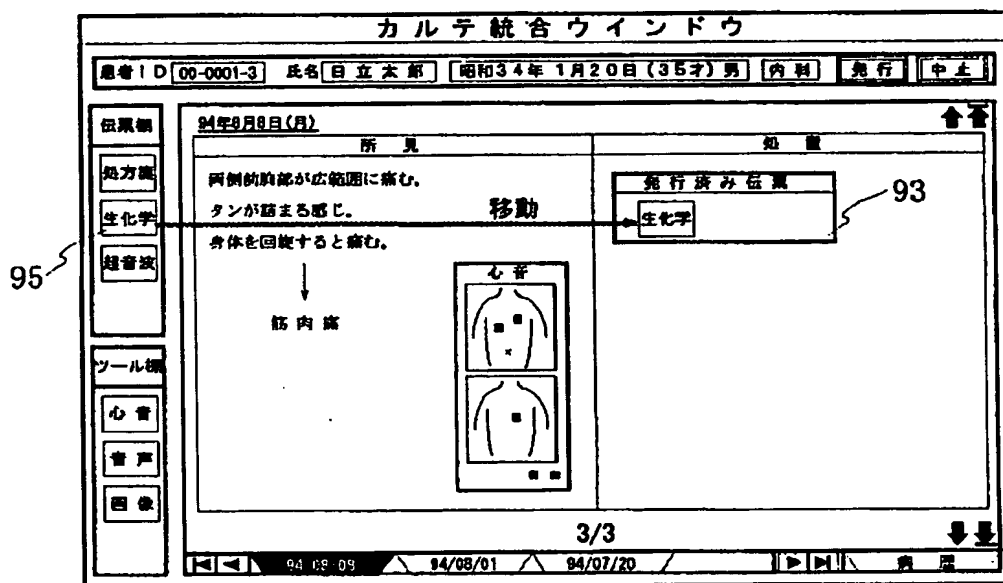 カルテ統合ウインドウ
患者ID 00-0001-3 氏名 日立太郎 昭和34年1月20日(35才)男 内科 発行 中止
伝票棚
処方箋
生化学
超音波
95
ツール棚
心音
音声
画像
94年8月8日(月)
所見
処置
両側前胸部が広範囲に痛む。
タンが詰まる感じ。
身体を回旋すると痛む。
↓
筋肉痛
移動
発行済み伝票
生化学
93
心音
3/3
94/08/08 94/08/01 94/07/20 病歴